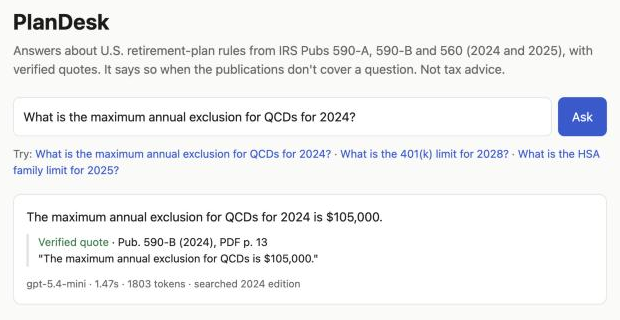 PlanDesk
Answers about U.S. retirement-plan rules from IRS Pubs 590-A, 590-B and 560 (2024 and 2025), with
verified quotes. It says so when the publications don't cover a question. Not tax advice.
What is the maximum annual exclusion for QCDs for 2024?
Ask
Try: What is the maximum annual exclusion for QCDs for 2024? · What is the 401(k) limit for 2028? · What is the HSA
family limit for 2025?
The maximum annual exclusion for QCDs for 2024 is $105,000.
Verified quote · Pub. 590-B (2024), PDF p. 13
"The maximum annual exclusion for QCDs is $105,000."
gpt-5.4-mini · 1.47s · 1803 tokens · searched 2024 edition